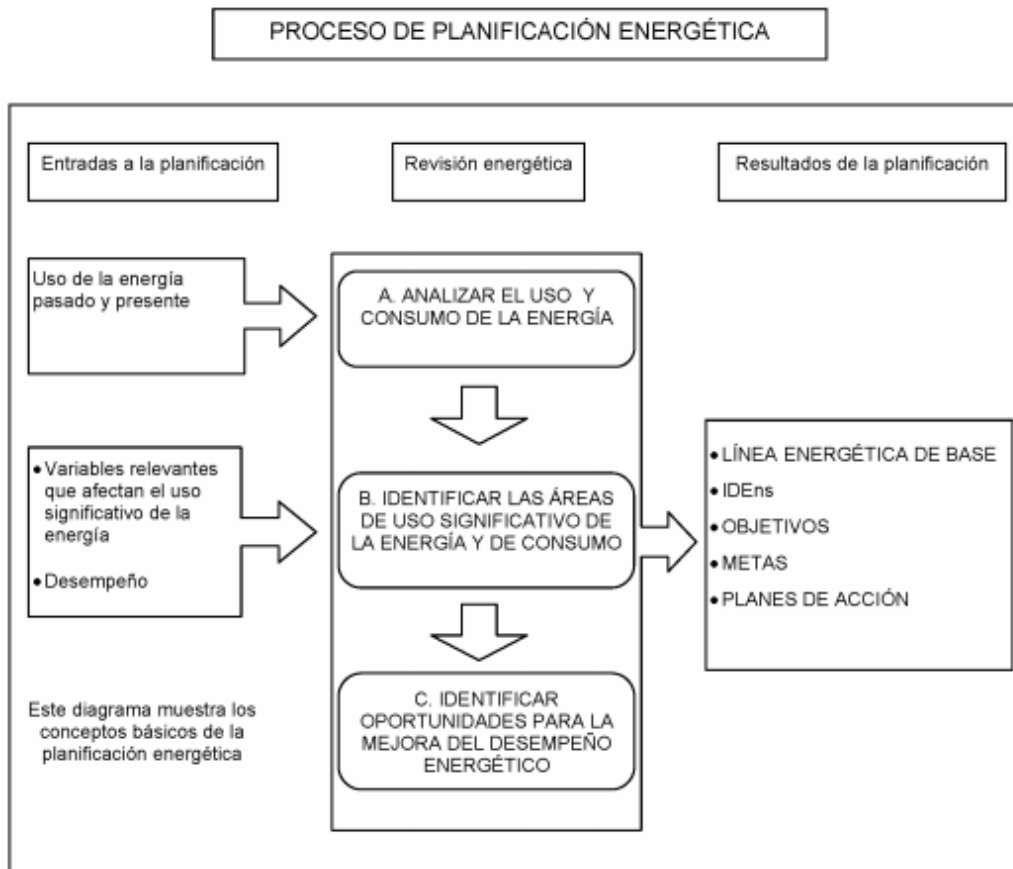 PROCESO DE PLANIFICACIÓN ENERGÉTICA
Entradas a la planificación
Revisión energética
Resultados de la planificación
Uso de la energía
pasado y presente
A. ANALIZAR EL USO Y
CONSUMO DE LA ENERGÍA
• Variables relevantes
que afectan el uso
significativo de la
energía
• Desempeño
B. IDENTIFICAR LAS ÁREAS
DE USO SIGNIFICATIVO DE
LA ENERGÍA Y DE CONSUMO
• LÍNEA ENERGÉTICA DE BASE
• IDEns
• OBJETIVOS
• METAS
• PLANES DE ACCIÓN
C. IDENTIFICAR
OPORTUNIDADES PARA LA
MEJORA DEL DESEMPEÑO
ENERGÉTICO
Este diagrama muestra los
conceptos básicos de la
planificación energética